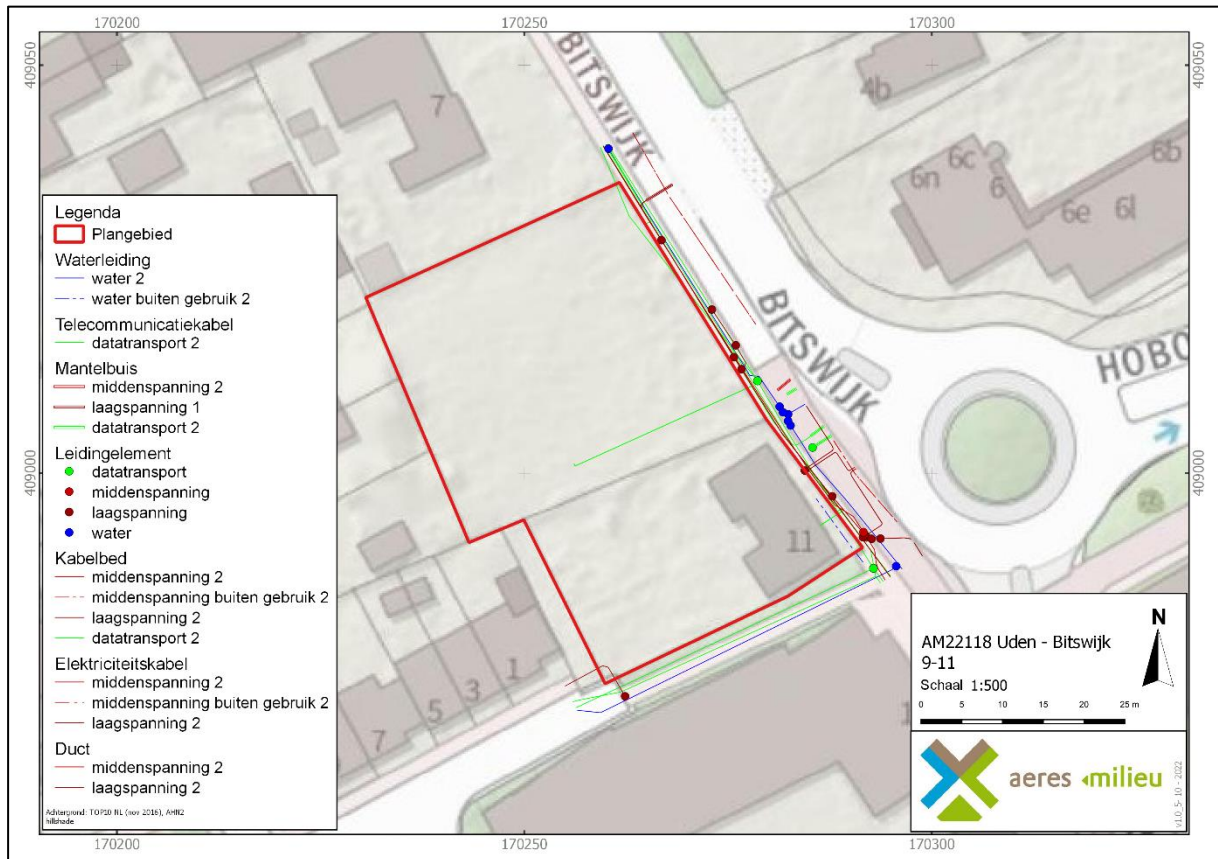 170200
170250
170300
409050
409050
BITSWIJK
4b
7
6c
6b
6n
6
6e
6l
Legenda
Plangebied
Waterleiding
water 2
water buiten gebruik 2
Telecommunicatiekabel
datatransport 2
Mantelbuis
middenspanning 2
laagspanning 1
datatransport 2
Leidingelement
datatransport
middenspanning
laagspanning
water
Kabelbed
middenspanning buiten gebruik 2
middenspanning 2
laagspanning 2
datatransport 2
Elektriciteitskabel
middenspanning 2
middenspanning buiten gebruik 2
laagspanning 2
Duct
middenspanning 2
laagspanning 2
Achtergrond: TOP10 NL (nov 2016), AHN2
hillshade
BITSWIJK
HOBO
409000
409000
11
1
3
5
7
1
AM22118 Uden - Bitswijk
9-11
Schaal 1:500
N
0 5 10 15 20 25 m
aeres milieu
v1.0_5- 10 - 2022
170200
170250
170300